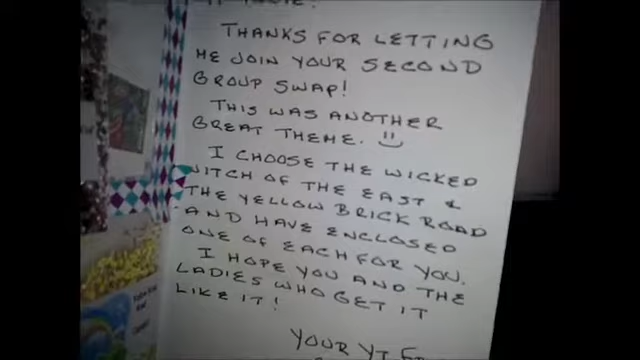 THANKS FOR LETTING
ME JOIN YOUR SECOND
GROUP SWAP!
THIS WAS ANOTHER
GREAT THEME.
I CHOOSE THE WICKED
WITCH OF THE EAST &
THE YELLOW BRICK ROAD
AND HAVE ENCLOSED
ONE OF EACH FOR YOU.
I HOPE YOU AND THE
LADIES WHO GET IT
LIKE IT!
YOUR YT